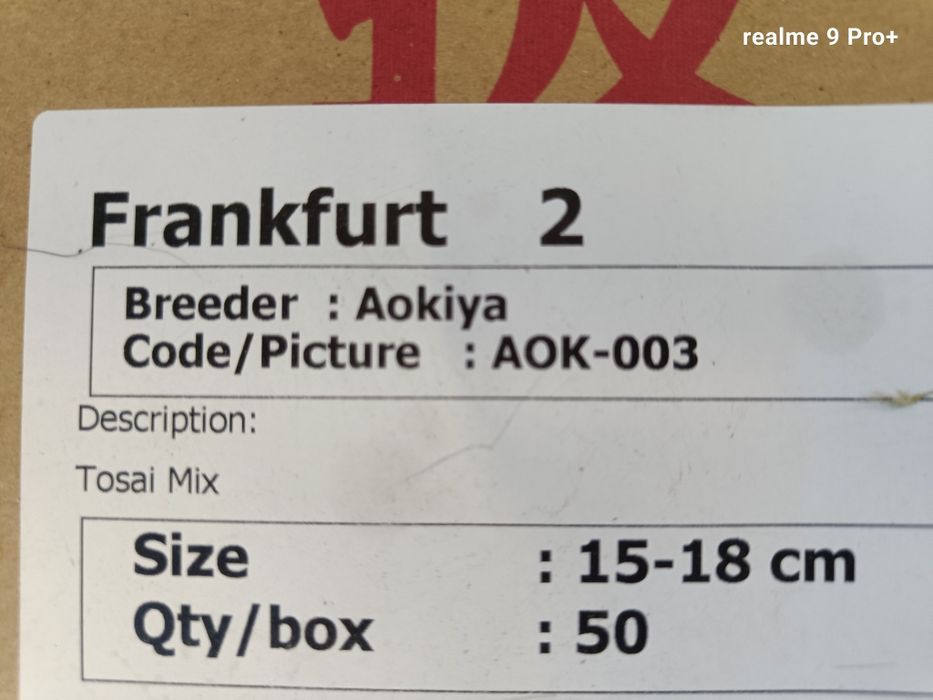 realme 9 Pro+
Frankfurt 2
Breeder : Aokiya
Code/Picture : AOK-003
Description:
Tosai Mix
Size : 15-18 cm
Qty/box : 50